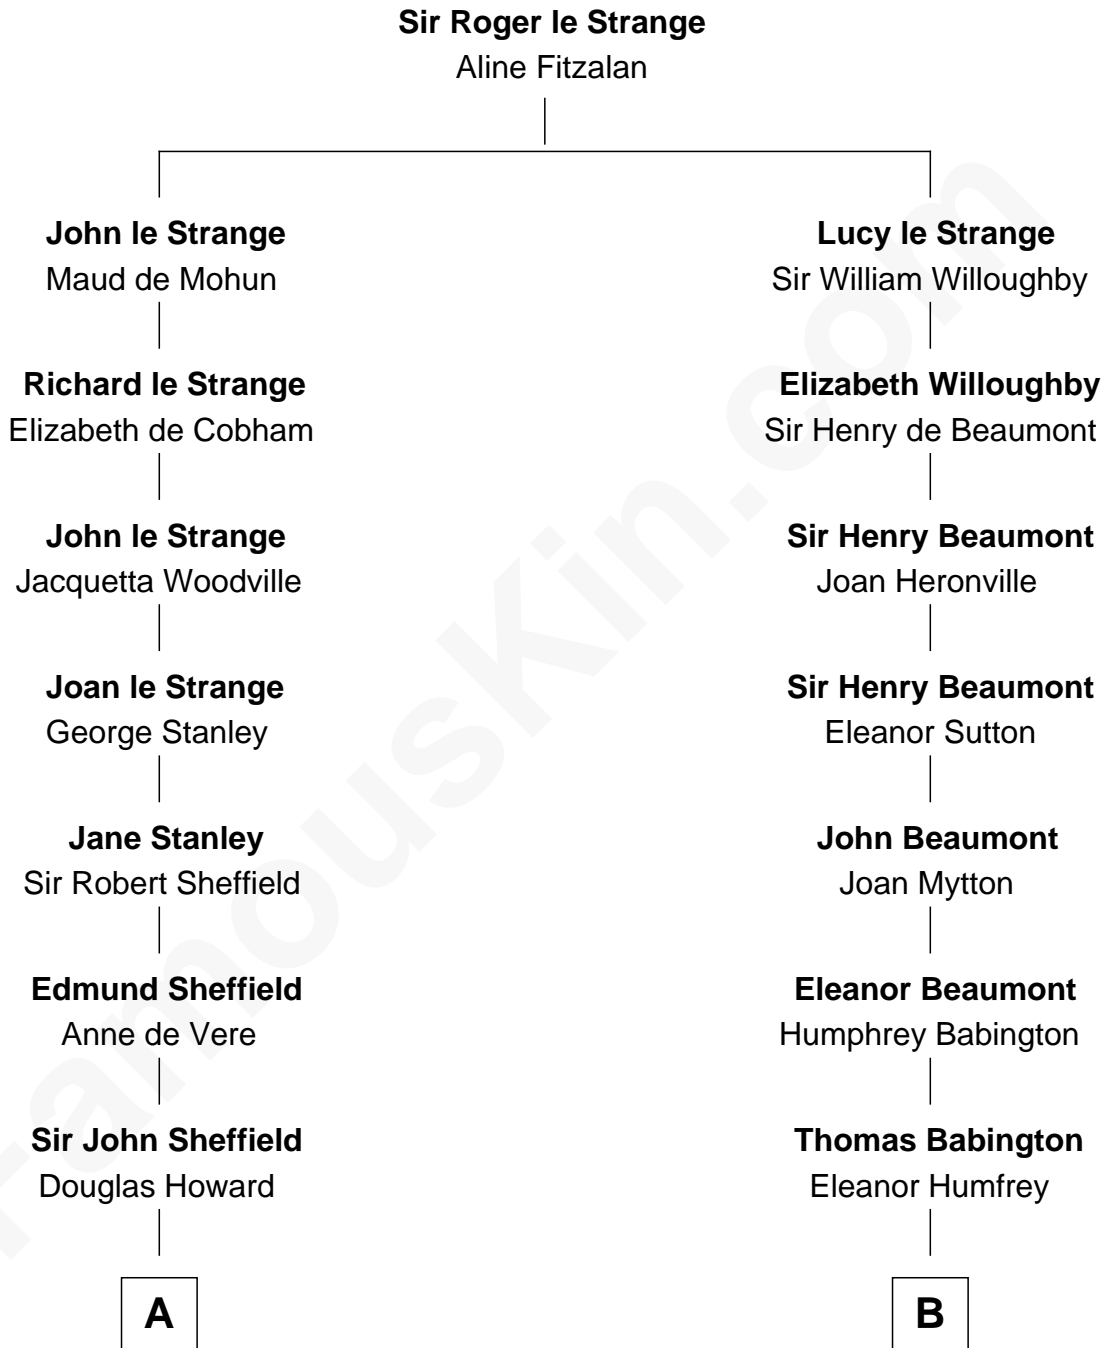 Sir Roger le Strange
Aline Fitzalan
John le Strange
Maud de Mohun
Lucy le Strange
Sir William Willoughby
Richard le Strange
Elizabeth de Cobham
Elizabeth Willoughby
Sir Henry de Beaumont
John le Strange
Jacquetta Woodville
Sir Henry Beaumont
Joan Heronville
Joan le Strange
George Stanley
Sir Henry Beaumont
Eleanor Sutton
Jane Stanley
Sir Robert Sheffield
John Beaumont
Joan Mytton
Edmund Sheffield
Anne de Vere
Eleanor Beaumont
Humphrey Babington
Sir John Sheffield
Douglas Howard
Thomas Babington
Eleanor Humfrey
A
B
FamousKin.com